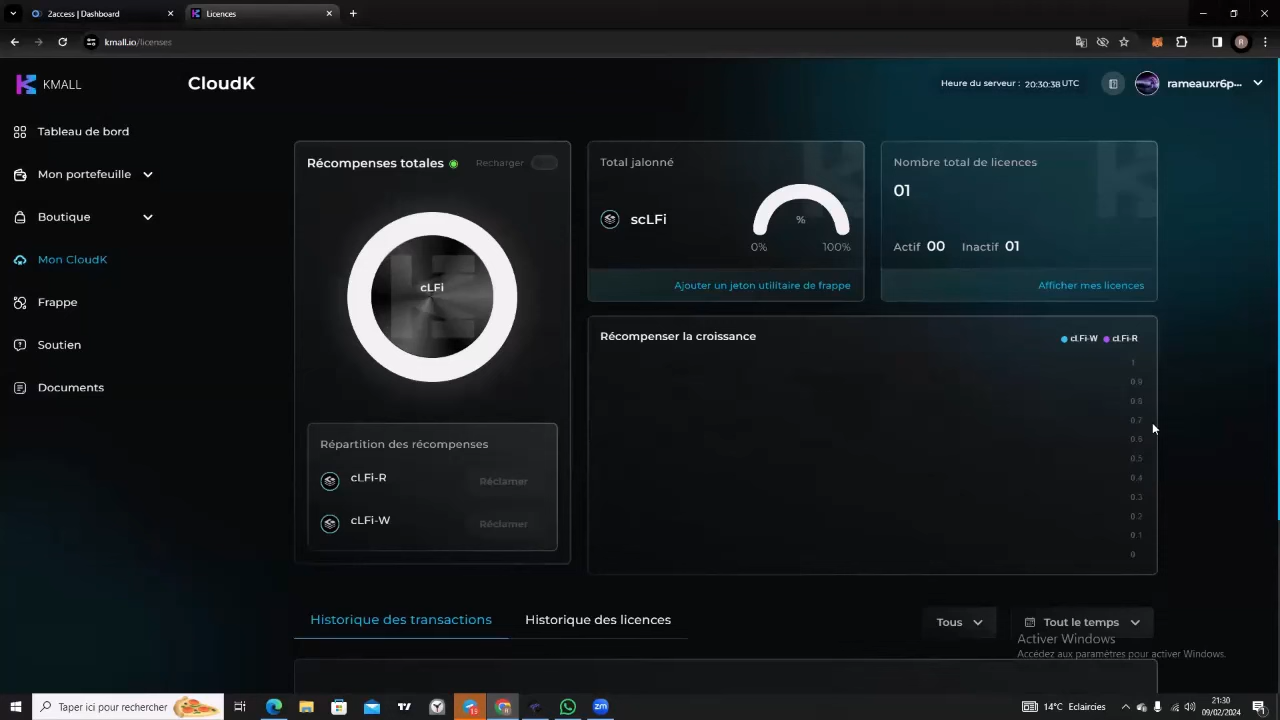 2access | Dashboard
Licences
kmall.io/licenses
KMALL
CloudK
Heure du serveur : 20:30:38 UTC
rameauxr6p...
Tableau de bord
Mon portefeuille
Boutique
Mon CloudK
Frappe
Soutien
Documents
Récompenses totales
Recharger
cLFi
Répartition des récompenses
cLFi-R
Réclamer
cLFi-W
Réclamer
Total jalonné
scLFi
%
0%
100%
Ajouter un jeton utilitaire de frappe
Nombre total de licences
01
Actif 00 Inactif 01
Afficher mes licences
Récompenser la croissance
cLFi-W cLFi-R
1
0.9
0.8
0.7
0.6
0.5
0.4
0.3
0.2
0.1
0
Historique des transactions
Historique des licences
Tous
Tout le temps
Activer Windows
Accédez aux paramètres pour activer Windows.
Taper ici pour rechercher
14°C Eclaircies
21:30
09/02/2024